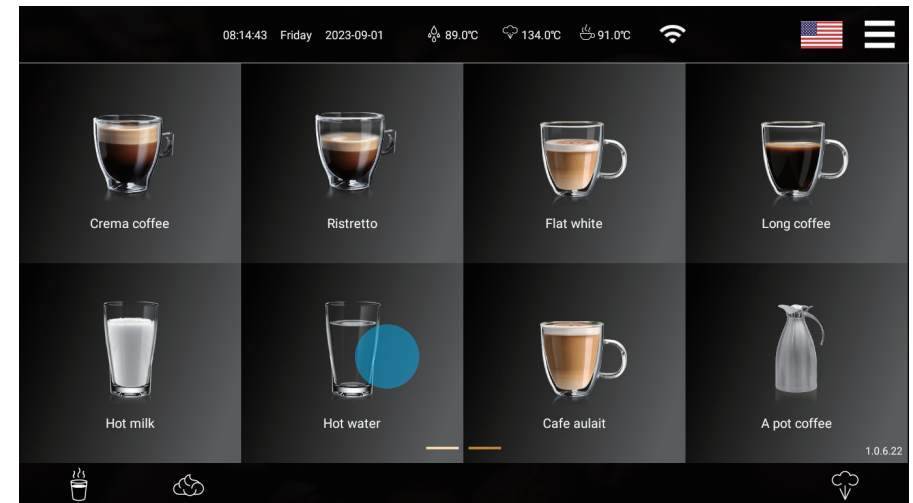 08:14:43 Friday 2023-09-01 89.0℃ 134.0℃ 91.0℃
Crema coffee Ristretto Flat white Long coffee
Hot milk Hot water Cafe aulait A pot coffee
1.0.6.22